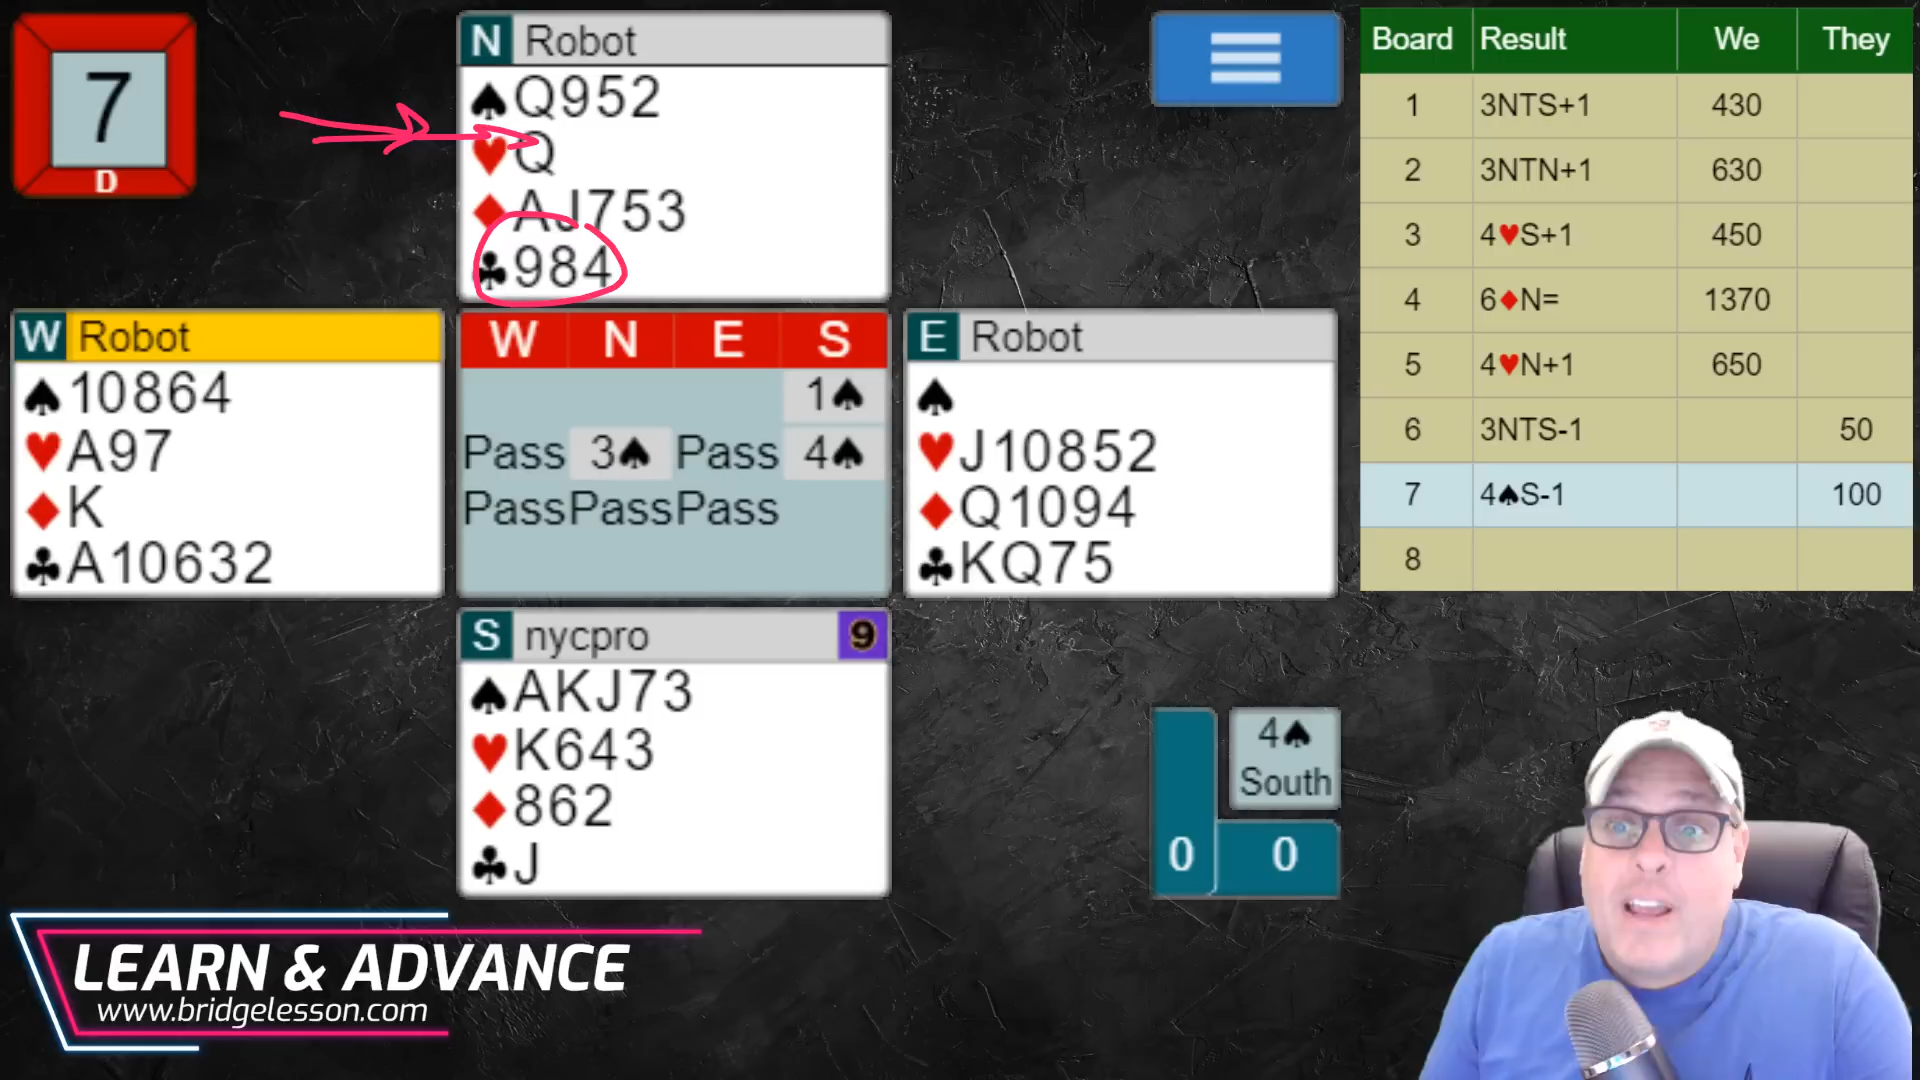 7
D
N Robot
♠Q952
♥Q
♦AJ753
♣984
W Robot
♠10864
♥A97
♦K
♣A10632
W N E S
1♠
Pass 3♠ Pass 4♠
Pass Pass Pass
E Robot
♠
♥J10852
♦Q1094
♣KQ75
S nycpro 9
♠AKJ73
♥K643
♦862
♣J
4♠
South
0 0
Board Result We They
1 3NTS+1 430
2 3NTN+1 630
3 4♥S+1 450
4 6♦N= 1370
5 4♥N+1 650
6 3NTS-1 50
7 4♠S-1 100
8
LEARN & ADVANCE
www.bridgelesson.com